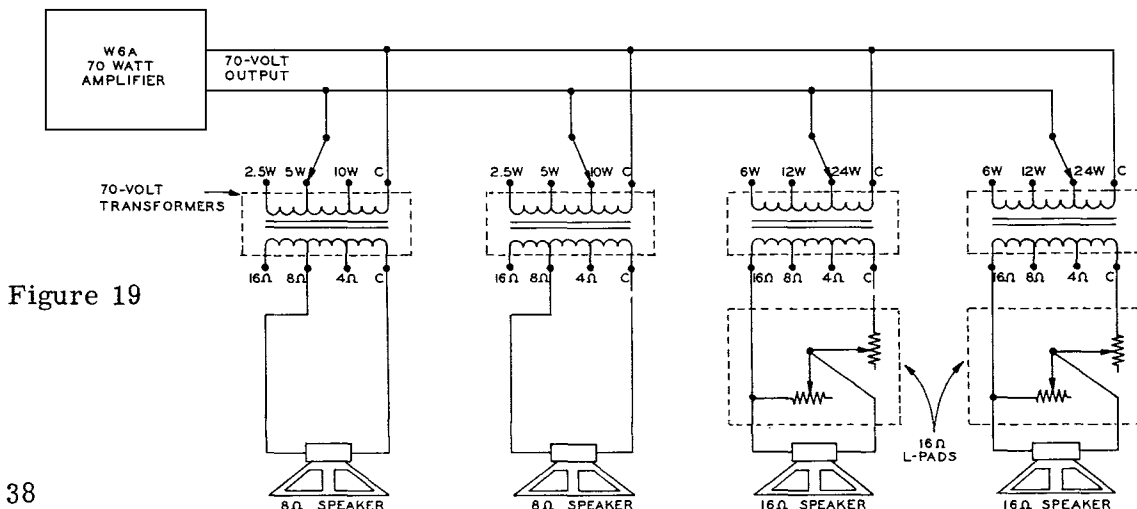 W6A
70 WATT
AMPLIFIER
70-VOLT
OUTPUT
70-VOLT
TRANSFORMERS
2.5W 5W 10W C
2.5W 5W 10W C
6W 12W 24W C
6W 12W 24W C
16Ω 8Ω 4Ω C
16Ω 8Ω 4Ω C
16Ω 8Ω 4Ω C
16Ω 8Ω 4Ω C
Figure 19
16Ω
L-PADS
8Ω SPEAKER
8Ω SPEAKER
16Ω SPEAKER
16Ω SPEAKER
38